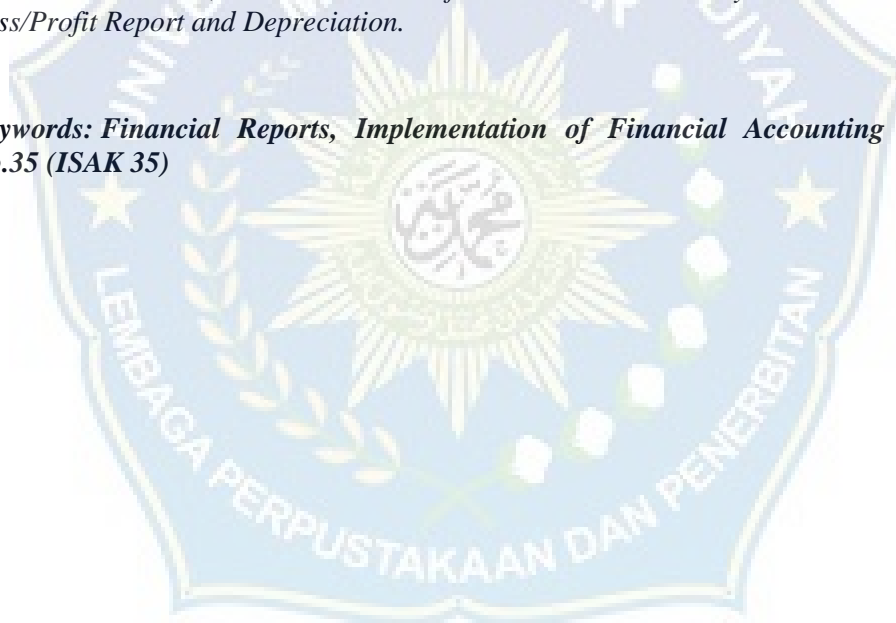 ss/Profit Report and Depreciation.
ywords: Financial Reports, Implementation of Financial Accounting
.35 (ISAK 35)
LEMBAGA PERPUSTAKAAN DAN PENERBITAN